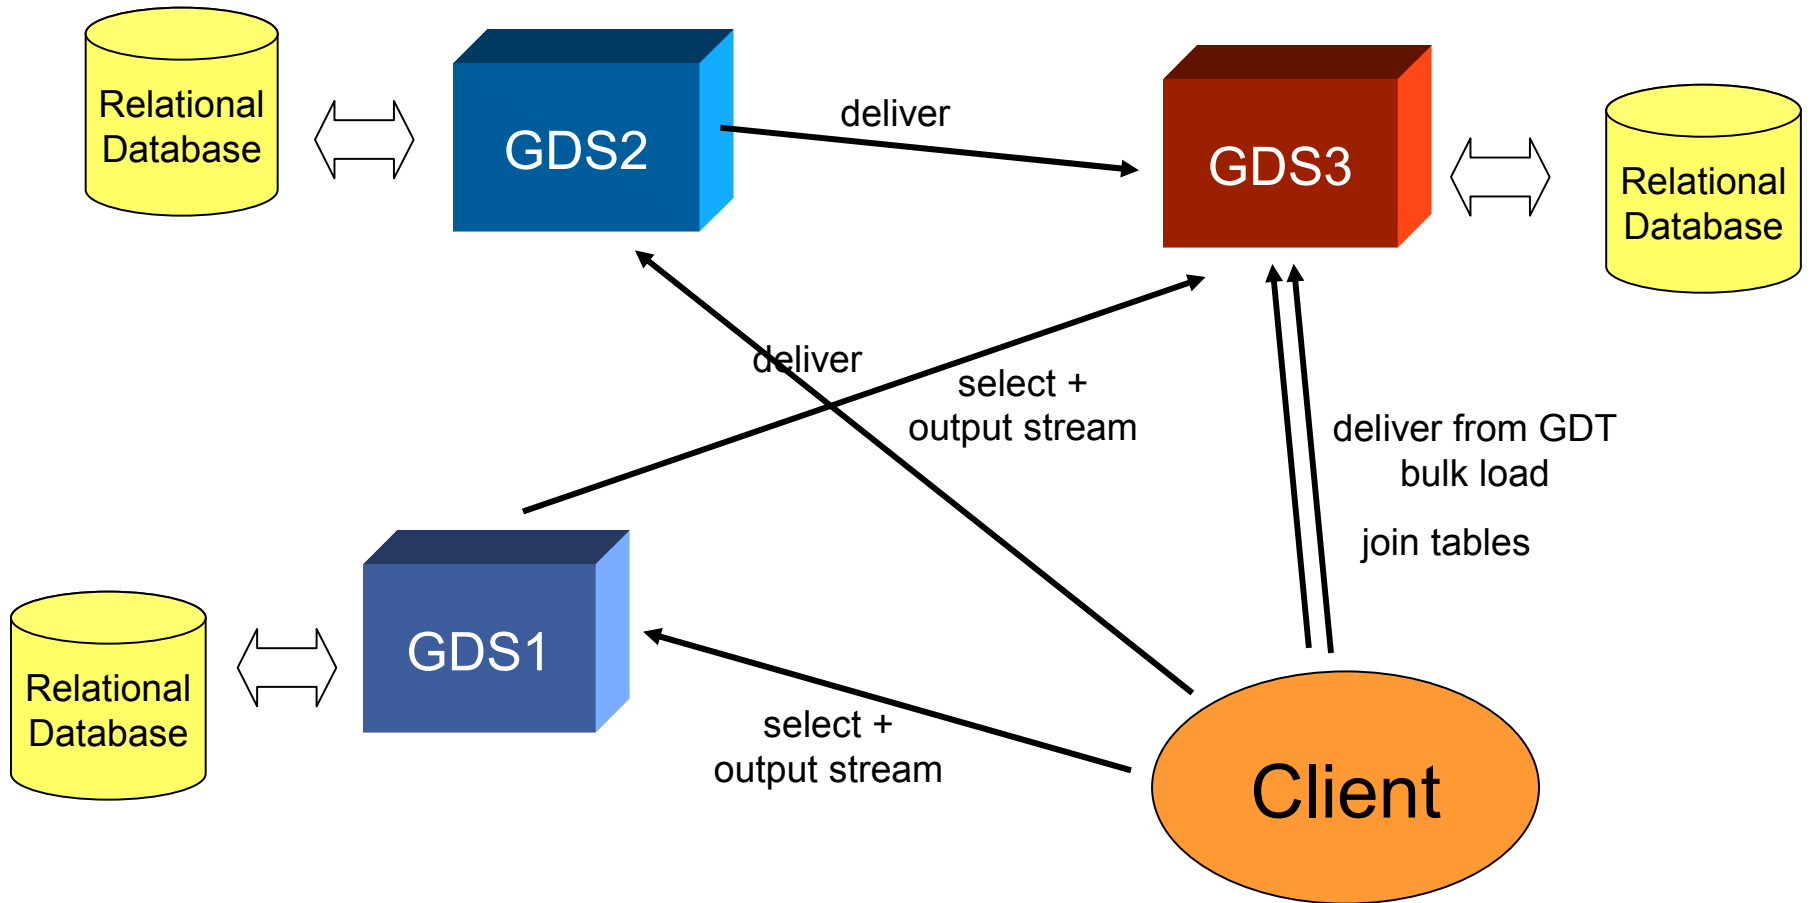 Relational
Database
GDS2
deliver
GDS3
Relational
Database
deliver
select +
output stream
deliver from GDT
bulk load
join tables
GDS1
Relational
Database
select +
output stream
Client